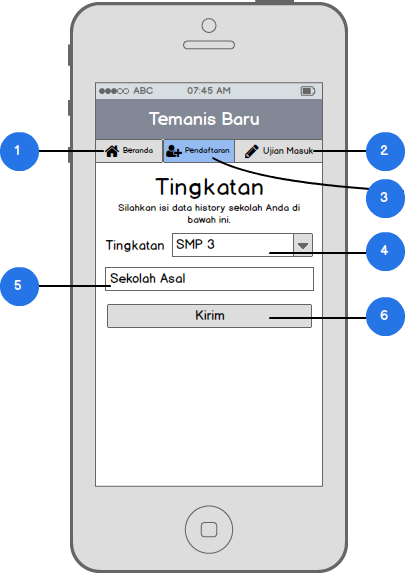 ABC 07:45 AM
Temanis Baru
1 Beranda Pendaftaran Ujian Masuk 2
3
Tingkatan
Silahkan isi data history sekolah Anda di
bawah ini.
Tingkatan SMP 3 4
5 Sekolah Asal
Kirim 6